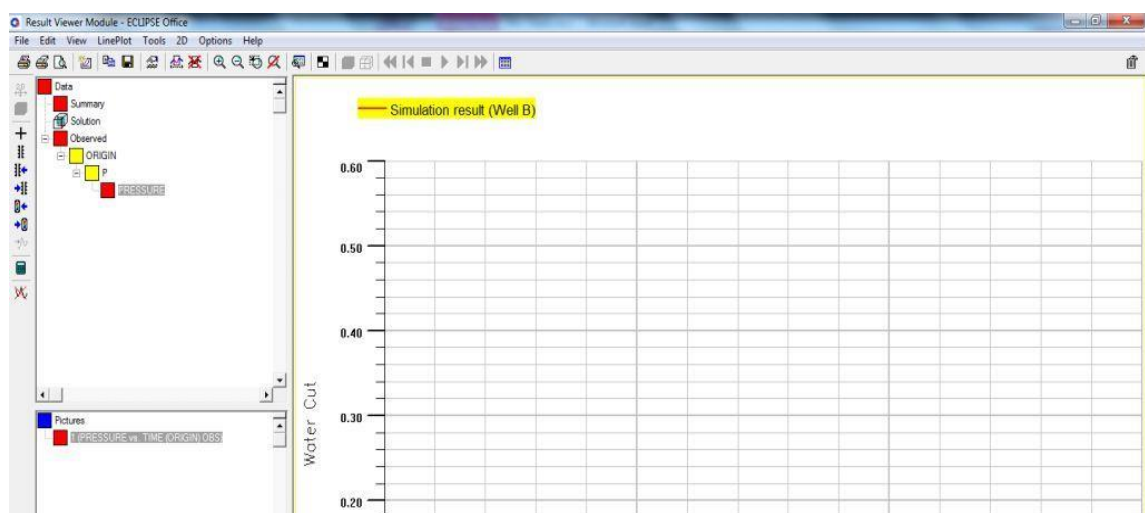 Result Viewer Module - ECLIPSE Office
File Edit View LinePlot Tools 2D Options Help
Data
Summary
Solution
Observed
ORIGIN
P
PRESSURE
Pictures
1 (PRESSURE vs. TIME (ORIGIN) OBS)
Simulation result (Well B)
0.60
0.50
0.40
0.30
0.20
Water Cut